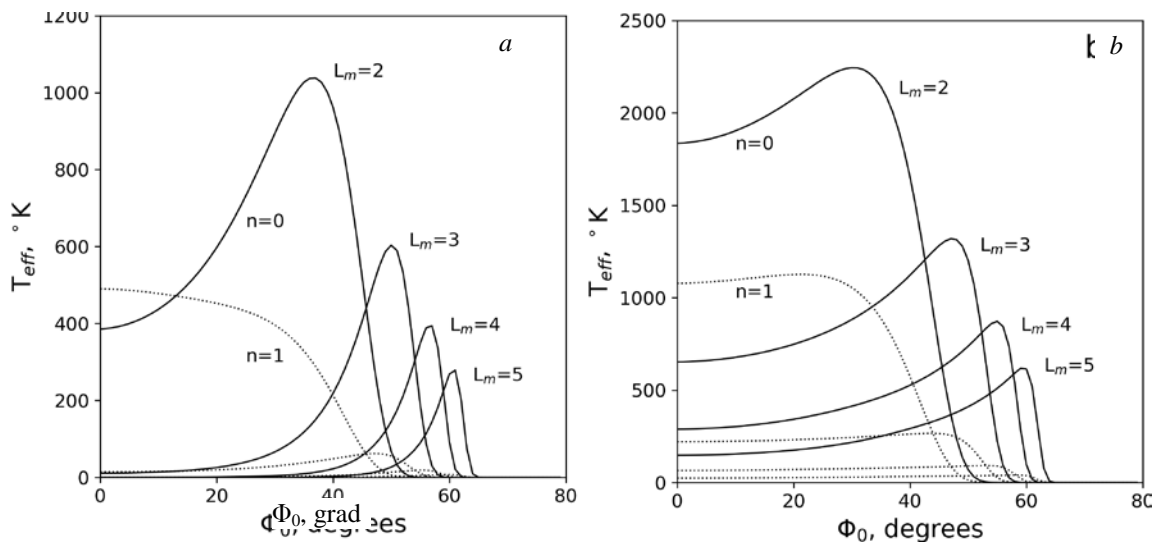 1200
1000
800
600
400
200
0
T_eff, °K
a
L_m=2
n=0
L_m=3
n=1
L_m=4
L_m=5
0 20 40 60 80
Φ₀, grad
Φ₀, degrees
2500
2000
1500
1000
500
0
T_eff, °K
b
L_m=2
n=0
L_m=3
n=1
L_m=4
L_m=5
0 20 40 60 80
Φ₀, degrees